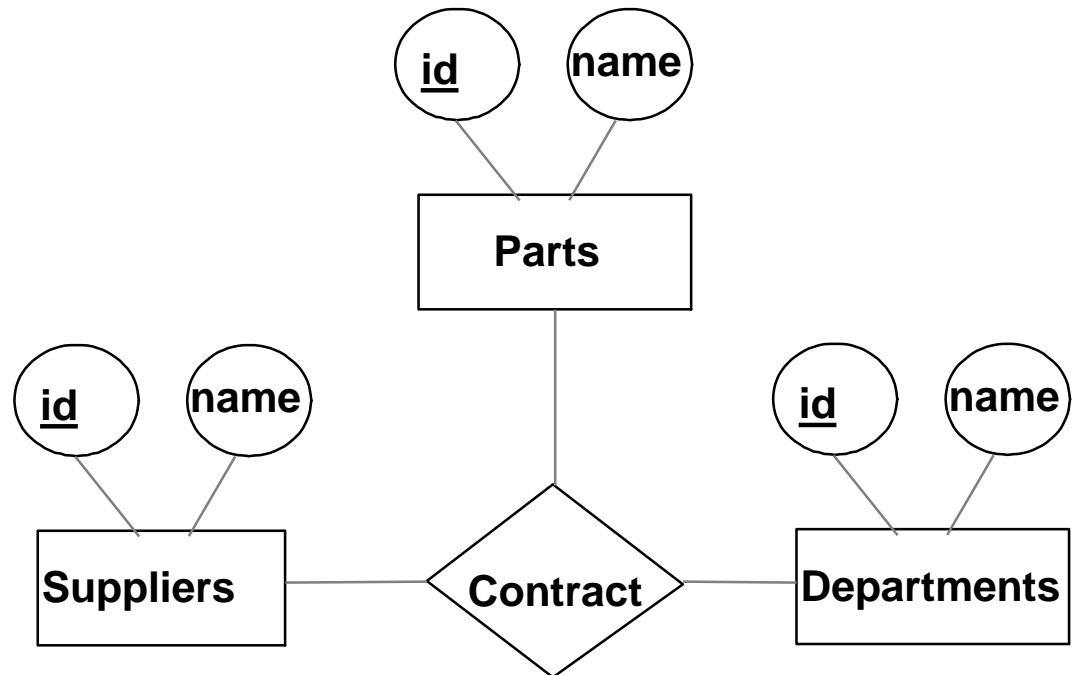 id
name
Parts
id
name
id
name
Suppliers
Contract
Departments